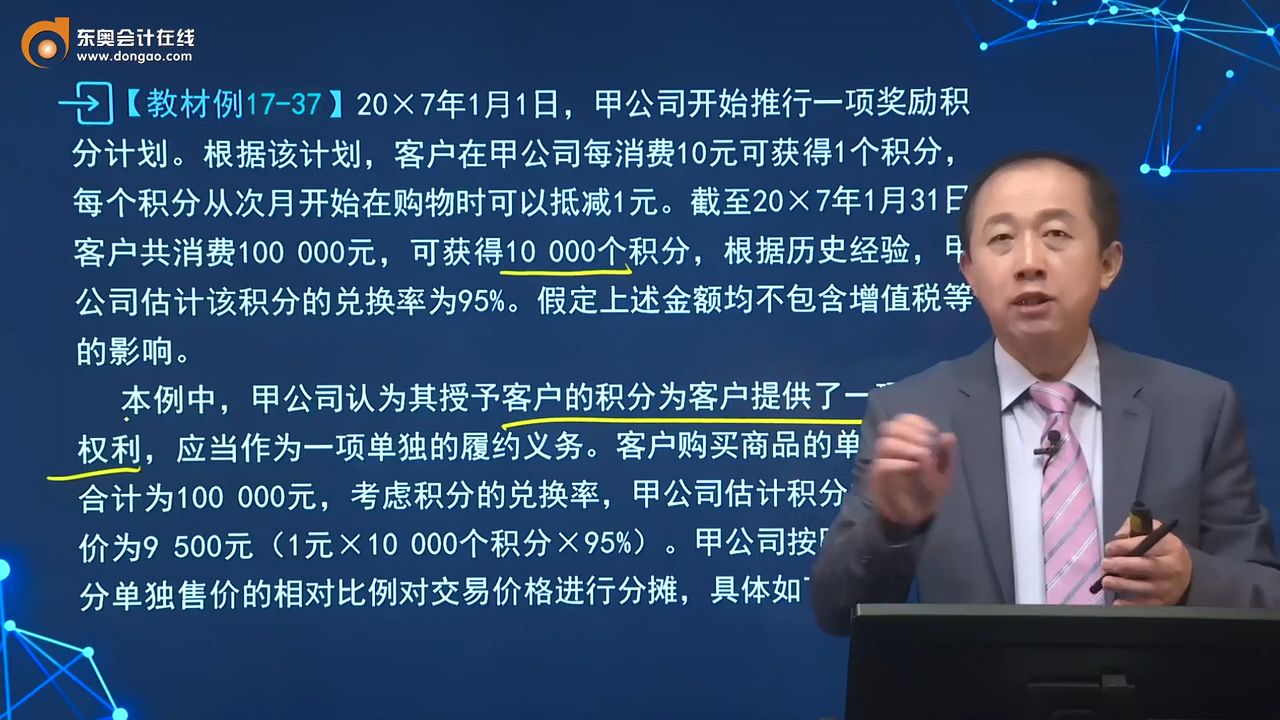 东奥会计在线
www.dongao.com
【教材例17-37】20×7年1月1日，甲公司开始推行一项奖励积
分计划。根据该计划，客户在甲公司每消费10元可获得1个积分，
每个积分从次月开始在购物时可以抵减1元。截至20×7年1月31日
客户共消费100 000元，可获得10 000个积分，根据历史经验，甲
公司估计该积分的兑换率为95%。假定上述金额均不包含增值税等
的影响。
本例中，甲公司认为其授予客户的积分为客户提供了一
权利，应当作为一项单独的履约义务。客户购买商品的单
合计为100 000元，考虑积分的兑换率，甲公司估计积分
价为9 500元（1元×10 000个积分×95%）。甲公司按
分单独售价的相对比例对交易价格进行分摊，具体如